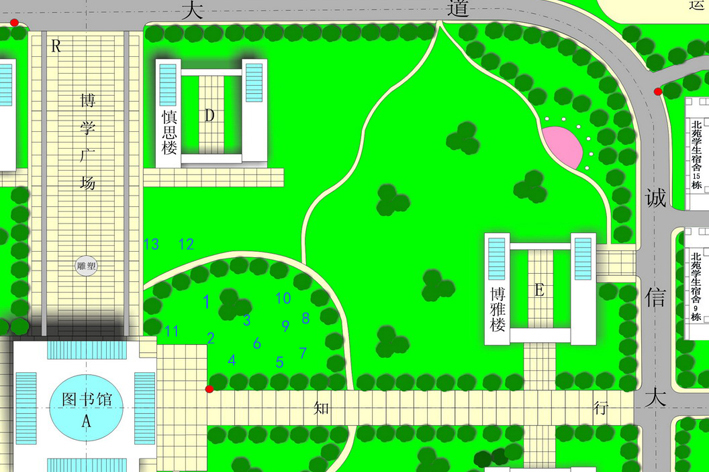 大
道
运
R
博学广场
慎思楼
D
诚信大
北苑学生宿舍15栋
13 12
雕塑
北苑学生宿舍9栋
博雅楼
E
1 10
3 9 8
11 2 6
4 5 7
图书馆
A
知 行